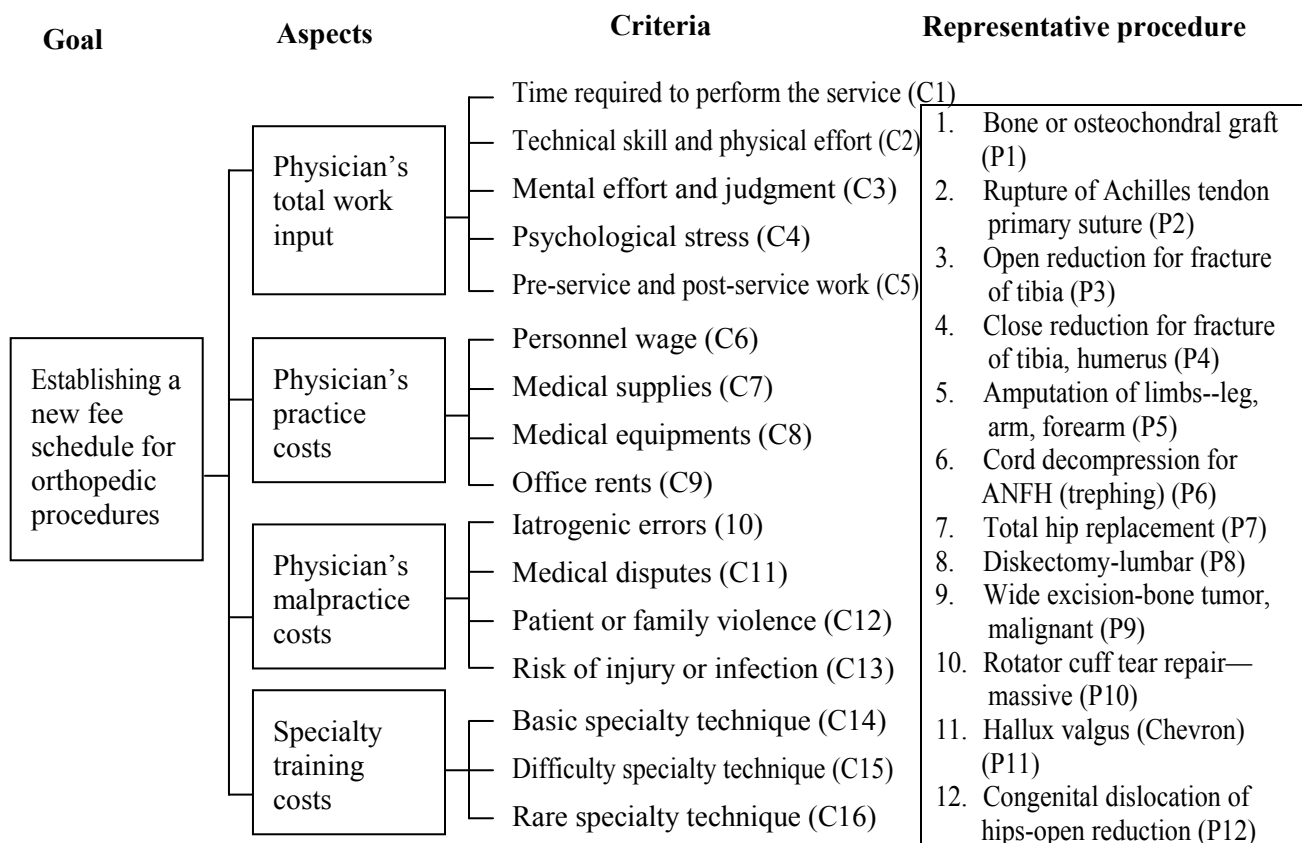 Goal
Aspects
Criteria
Representative procedure
Establishing a
new fee
schedule for
orthopedic
procedures
Physician’s
total work
input
Physician’s
practice
costs
Physician’s
malpractice
costs
Specialty
training
costs
Time required to perform the service (C1)
Technical skill and physical effort (C2)
Mental effort and judgment (C3)
Psychological stress (C4)
Pre-service and post-service work (C5)
Personnel wage (C6)
Medical supplies (C7)
Medical equipments (C8)
Office rents (C9)
Iatrogenic errors (10)
Medical disputes (C11)
Patient or family violence (C12)
Risk of injury or infection (C13)
Basic specialty technique (C14)
Difficulty specialty technique (C15)
Rare specialty technique (C16)
1. Bone or osteochondral graft
(P1)
2. Rupture of Achilles tendon
primary suture (P2)
3. Open reduction for fracture
of tibia (P3)
4. Close reduction for fracture
of tibia, humerus (P4)
5. Amputation of limbs--leg,
arm, forearm (P5)
6. Cord decompression for
ANFH (trephing) (P6)
7. Total hip replacement (P7)
8. Diskectomy-lumbar (P8)
9. Wide excision-bone tumor,
malignant (P9)
10. Rotator cuff tear repair—
massive (P10)
11. Hallux valgus (Chevron)
(P11)
12. Congenital dislocation of
hips-open reduction (P12)